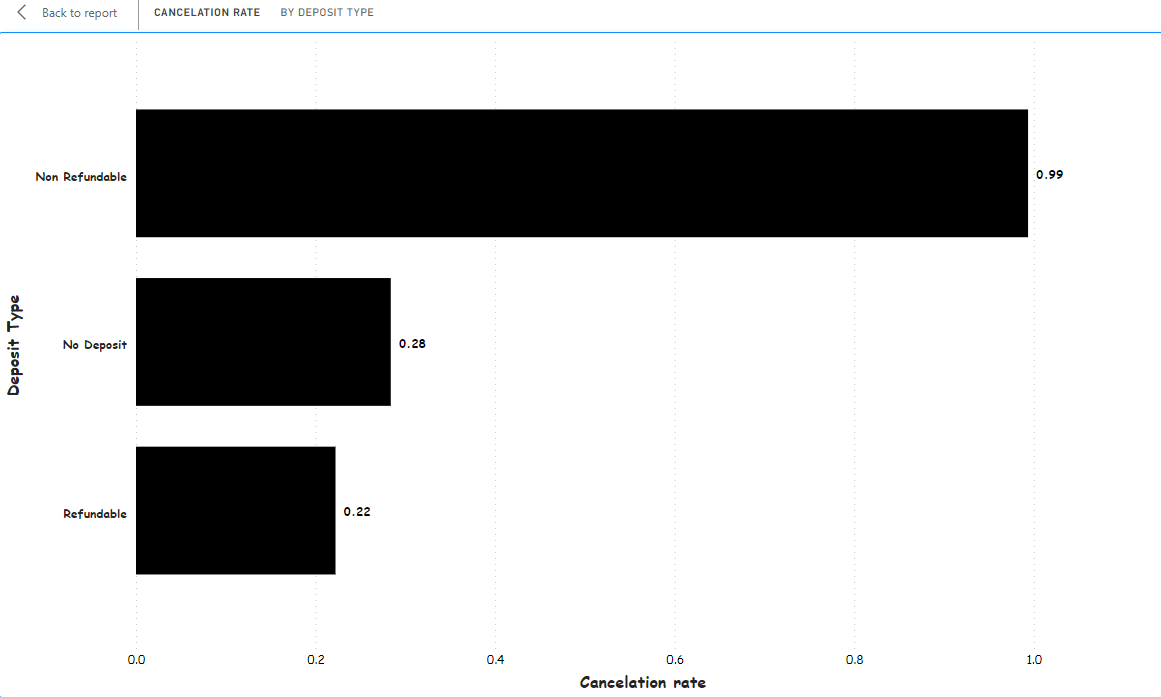 Back to report
CANCELATION RATE
BY DEPOSIT TYPE
Non Refundable
0.99
No Deposit
0.28
Refundable
0.22
Deposit Type
0.0
0.2
0.4
0.6
0.8
1.0
Cancelation rate